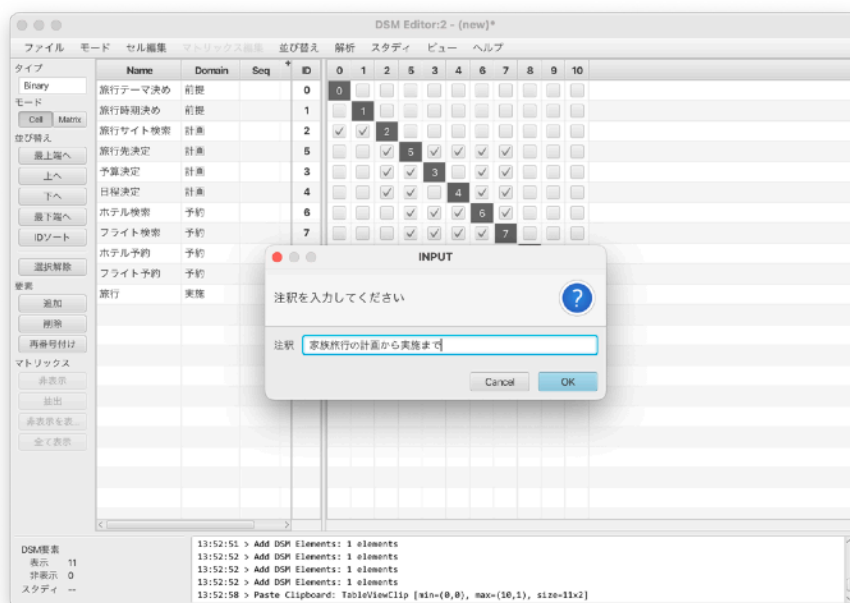 DSM Editor:2 - (new)*
ファイル モード セル編集 マトリックス編集 並び替え 解析 スタディ ビュー ヘルプ
タイプ
Binary
モード
Cell Matrix
並び替え
最上端へ
上へ
下へ
最下端へ
IDソート
選択解除
要素
追加
削除
再番号付け
マトリックス
非表示
抽出
非表示を表...
全て表示
Name Domain Seq + ID 0 1 2 5 3 4 6 7 8 9 10
旅行テーマ決め 前提 0 0
旅行時期決め 前提 1 1
旅行サイト検索 計画 2 2
旅行先決定 計画 5 5
予算決定 計画 3 3
日程決定 計画 4 4
ホテル検索 予約 6 6
フライト検索 予約 7 7
ホテル予約 予約
フライト予約 予約
旅行 実施
INPUT
注釈を入力してください
?
注釈 家族旅行の計画から実施まで
Cancel OK
DSM要素
表示 11
非表示 0
スタディ --
13:52:51 > Add DSM Elements: 1 elements
13:52:52 > Add DSM Elements: 1 elements
13:52:52 > Add DSM Elements: 1 elements
13:52:52 > Add DSM Elements: 1 elements
13:52:58 > Paste Clipboard: TableViewClip [min=(0,0), max=(10,1), size=11x2]